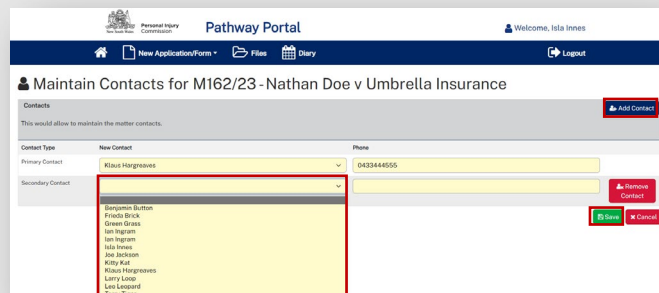 Personal Injury
Commission
New South Wales
Pathway Portal
Welcome, Isla Innes
New Application/Form
Files
Diary
Logout
Maintain Contacts for M162/23 - Nathan Doe v Umbrella Insurance
Contacts
Add Contact
This would allow to maintain the matter contacts.
Contact Type New Contact Phone
Primary Contact Klaus Hargreaves 0433444555
Secondary Contact
Remove
Contact
Save Cancel
Benjamin Button
Frieda Brick
Green Grass
Ian Ingram
Ian Ingram
Isla Innes
Joe Jackson
Kitty Kat
Klaus Hargreaves
Larry Loop
Leo Leopard